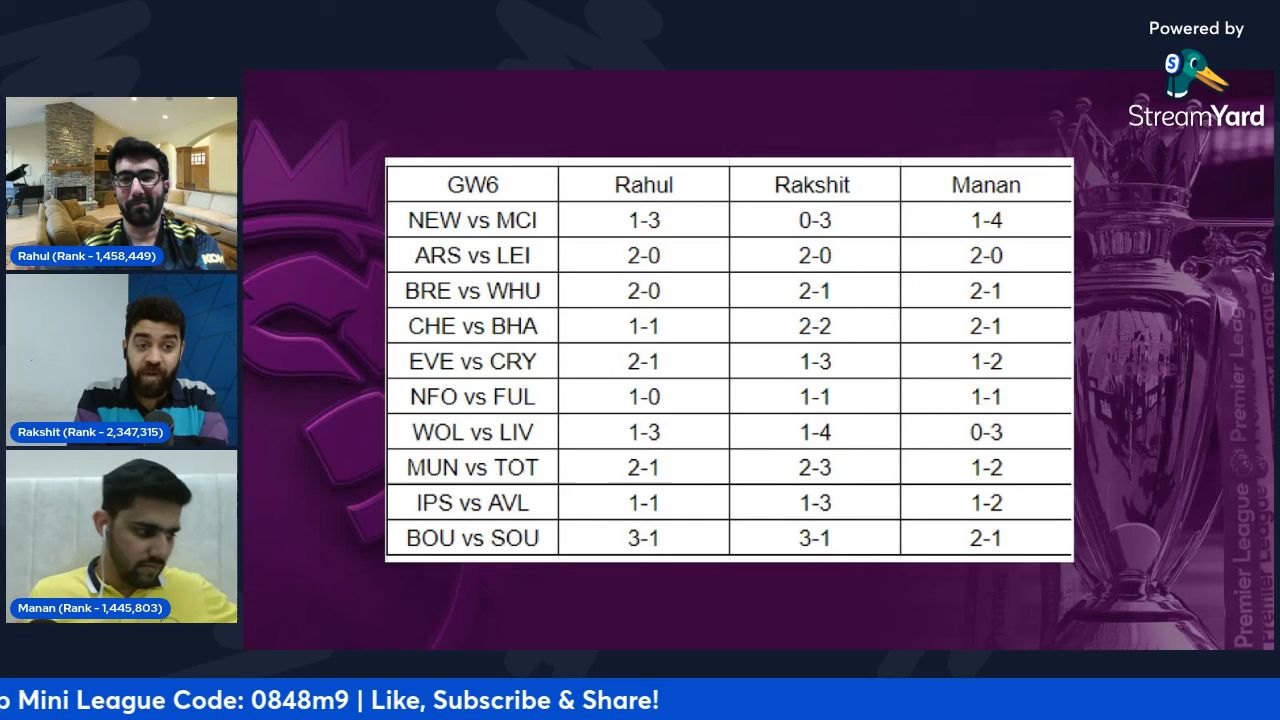 Powered by
StreamYard
Rahul (Rank - 1,458,449)
Rakshit (Rank - 2,347,315)
Manan (Rank - 1,445,803)
GW6 Rahul Rakshit Manan
NEW vs MCI 1-3 0-3 1-4
ARS vs LEI 2-0 2-0 2-0
BRE vs WHU 2-0 2-1 2-1
CHE vs BHA 1-1 2-2 2-1
EVE vs CRY 2-1 1-3 1-2
NFO vs FUL 1-0 1-1 1-1
WOL vs LIV 1-3 1-4 0-3
MUN vs TOT 2-1 2-3 1-2
IPS vs AVL 1-1 1-3 1-2
BOU vs SOU 3-1 3-1 2-1
Premier League
Premier League
Mini League Code: 0848m9 | Like, Subscribe & Share!